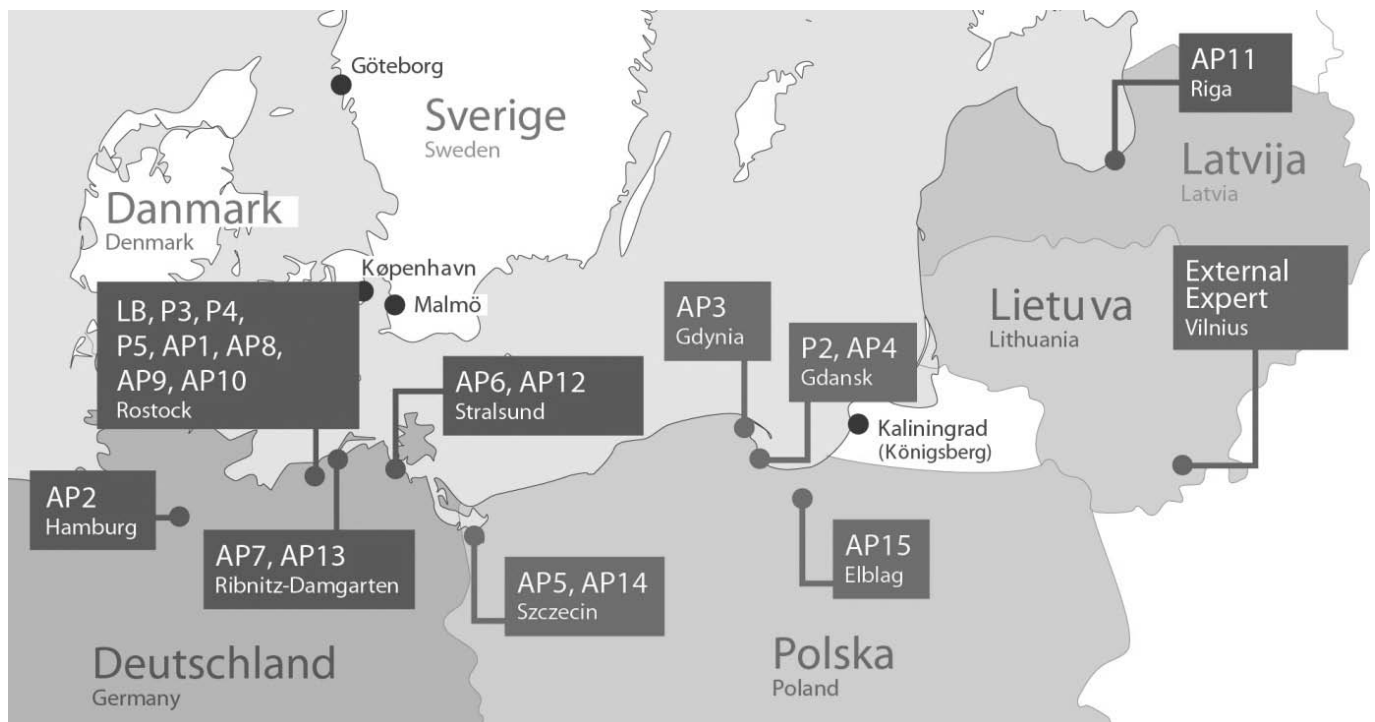 Göteborg
Sverige
Sweden
AP11
Riga
Latvija
Latvia
Danmark
Denmark
Køpenhavn
Malmö
LB, P3, P4,
P5, AP1, AP8,
AP9, AP10
Rostock
AP3
Gdynia
Lietuva
Lithuania
External
Expert
Vilnius
P2, AP4
Gdansk
AP6, AP12
Stralsund
Kaliningrad
(Königsberg)
AP2
Hamburg
AP7, AP13
Ribnitz-Damgarten
AP5, AP14
Szczecin
AP15
Elblag
Deutschland
Germany
Polska
Poland